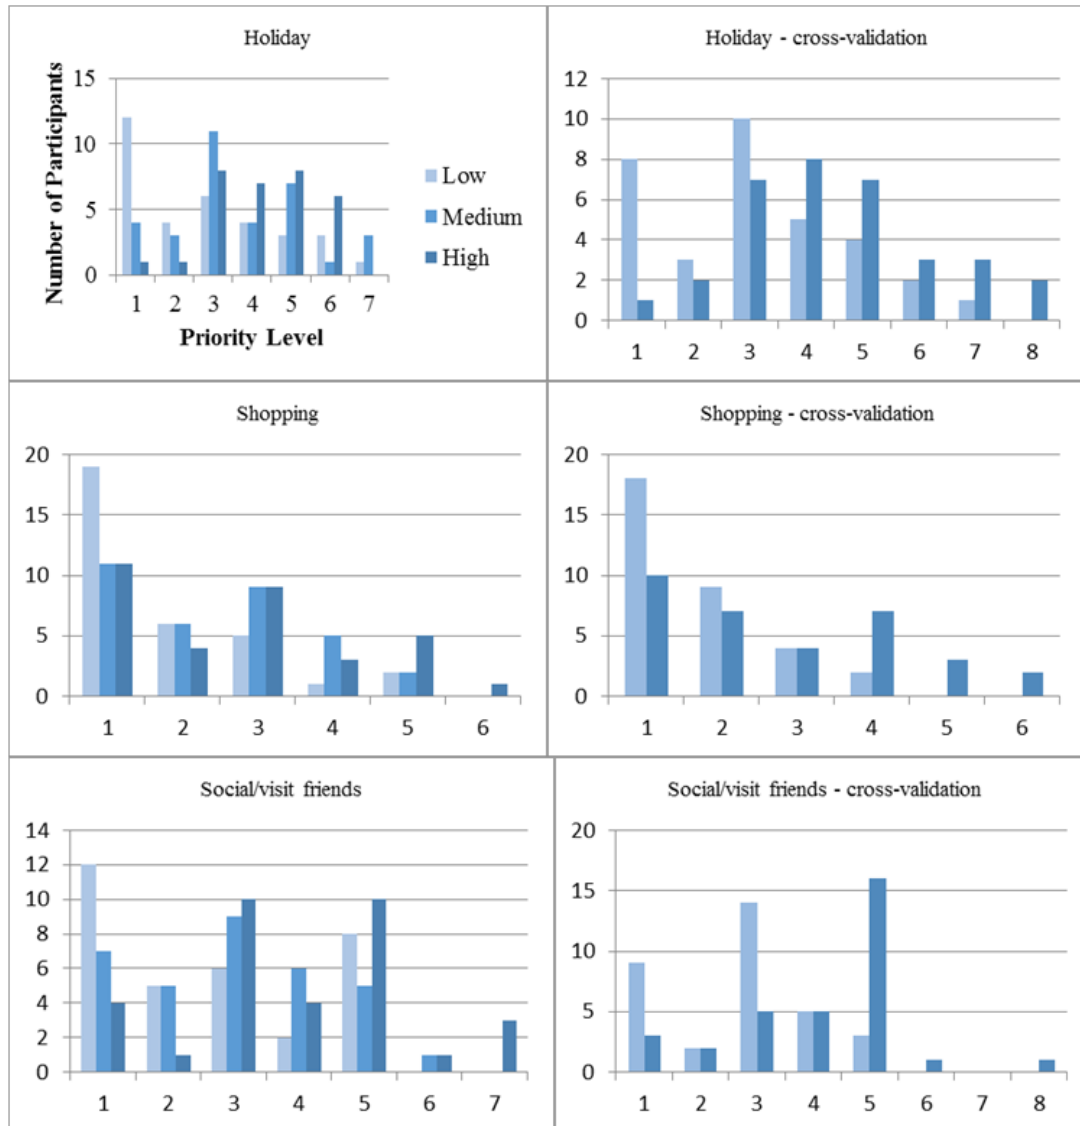 Holiday
Number of Participants
15
10
5
0
1 2 3 4 5 6 7
Priority Level
Low
Medium
High
Holiday - cross-validation
12
10
8
6
4
2
0
1 2 3 4 5 6 7 8
Shopping
20
15
10
5
0
1 2 3 4 5 6
Shopping - cross-validation
20
15
10
5
0
1 2 3 4 5 6
Social/visit friends
14
12
10
8
6
4
2
0
1 2 3 4 5 6 7
Social/visit friends - cross-validation
20
15
10
5
0
1 2 3 4 5 6 7 8